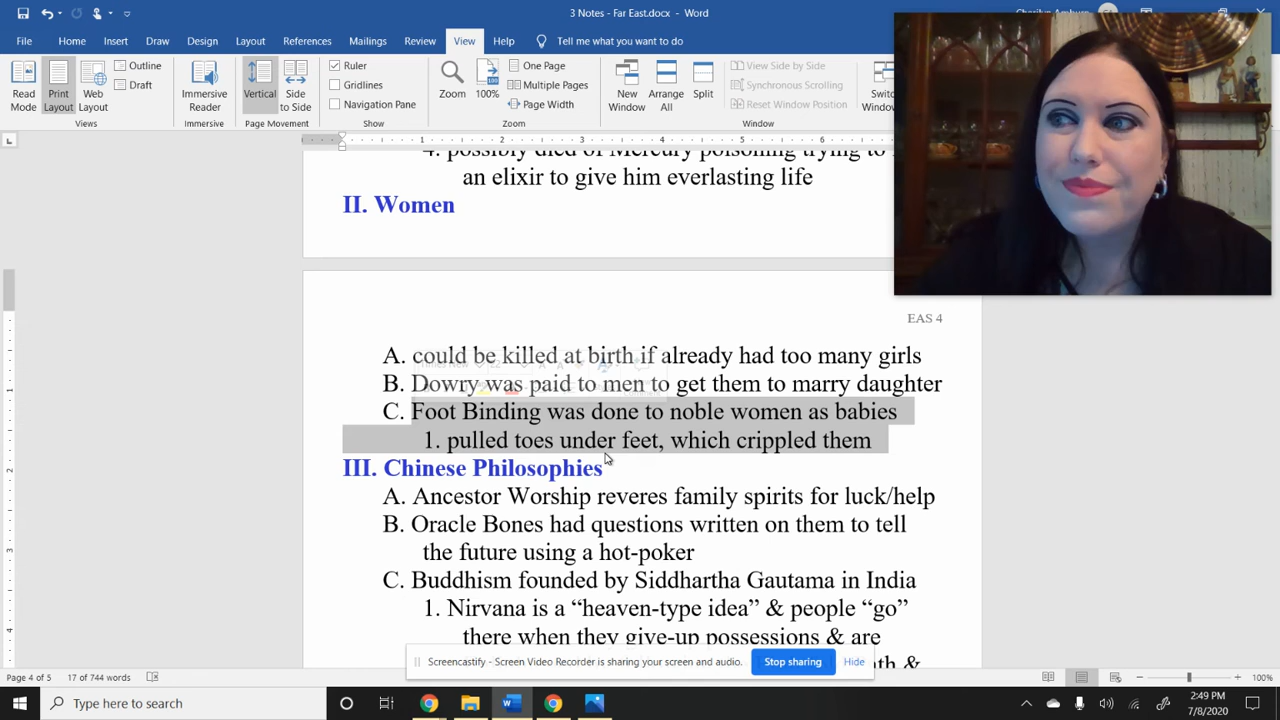 3 Notes - Far East.docx - Word
File Home Insert Draw Design Layout References Mailings Review View Help Tell me what you want to do
Read Mode
Print Layout
Web Layout
Outline
Draft
Views
Immersive Reader
Immersive
Vertical
Side to Side
Page Movement
Ruler
Gridlines
Navigation Pane
Show
Zoom
100%
One Page
Multiple Pages
Page Width
Zoom
New Window
Arrange All
Split
View Side by Side
Synchronous Scrolling
Reset Window Position
Window
4. possibly died of Mercury poisoning trying to
an elixir to give him everlasting life
II. Women
EAS 4
A. could be killed at birth if already had too many girls
B. Dowry was paid to men to get them to marry daughter
C. Foot Binding was done to noble women as babies
1. pulled toes under feet, which crippled them
III. Chinese Philosophies
A. Ancestor Worship reveres family spirits for luck/help
B. Oracle Bones had questions written on them to tell
the future using a hot-poker
C. Buddhism founded by Siddhartha Gautama in India
1. Nirvana is a “heaven-type idea” & people “go”
there when they give-up possessions & are
Screencastify - Screen Video Recorder is sharing your screen and audio. Stop sharing Hide
Page 4 of 5 17 of 744 words 100%
Type here to search
2:49 PM
7/8/2020